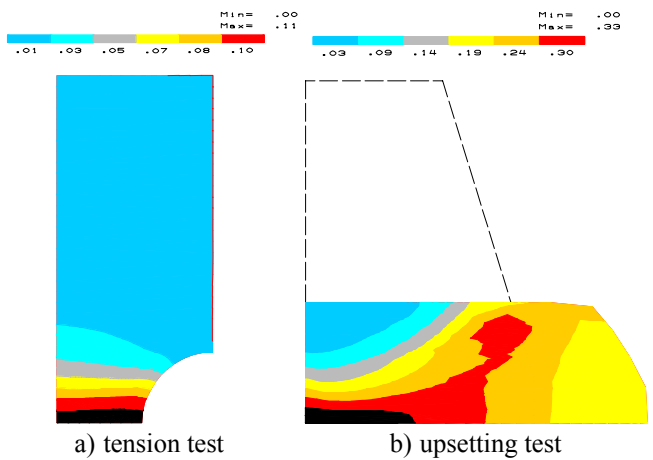 Min= .00
Max= .11
.01 .03 .05 .07 .08 .10
Min= .00
Max= .33
.03 .09 .14 .19 .24 .30
a) tension test
b) upsetting test